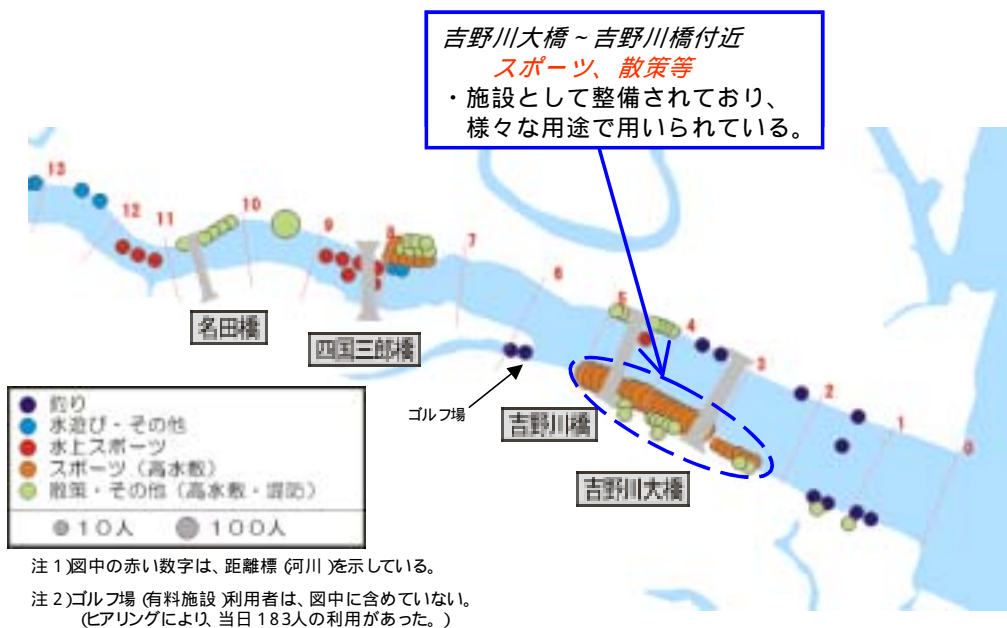 吉野川大橋~吉野川橋付近
スポーツ、散策等
・施設として整備されており、
様々な用途で用いられている。
13
12
11
10
9
8
7
6
5
4
3
2
1
0
名田橋
四国三郎橋
ゴルフ場
吉野川橋
吉野川大橋
釣り
水遊び・その他
水上スポーツ
スポーツ(高水敷)
散策・その他(高水敷・堤防)
10人 100人
注1)図中の赤い数字は、距離標(河川)を示している。
注2)ゴルフ場(有料施設)利用者は、図中に含めていない。
(ヒアリングにより、当日183人の利用があった。)